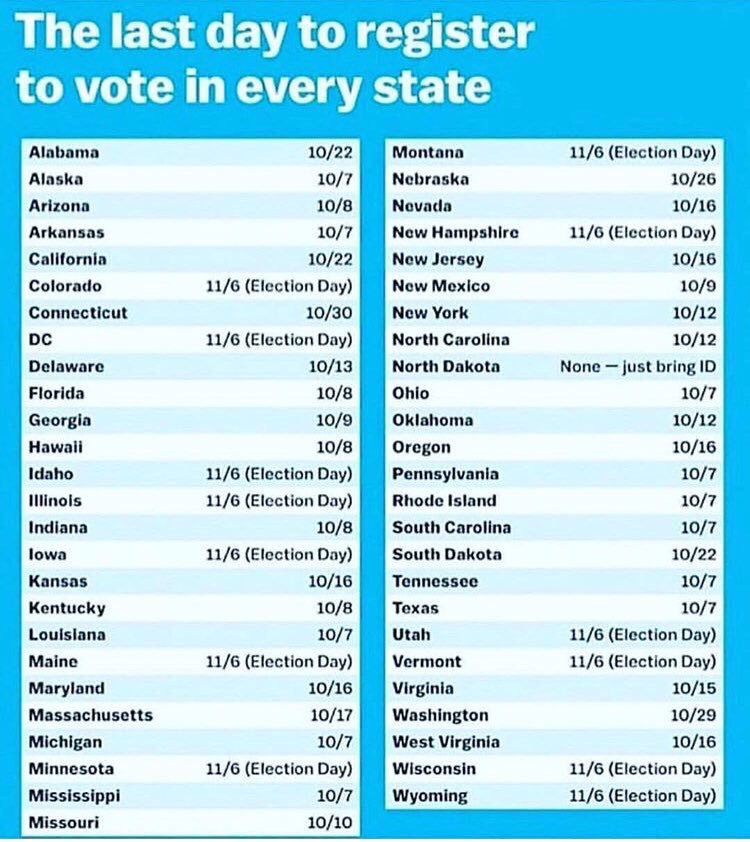 The last day to register
to vote in every state
Alabama 10/22
Alaska 10/7
Arizona 10/8
Arkansas 10/7
California 10/22
Colorado 11/6 (Election Day)
Connecticut 10/30
DC 11/6 (Election Day)
Delaware 10/13
Florida 10/8
Georgia 10/9
Hawaii 10/8
Idaho 11/6 (Election Day)
Illinois 11/6 (Election Day)
Indiana 10/8
Iowa 11/6 (Election Day)
Kansas 10/16
Kentucky 10/8
Louisiana 10/7
Maine 11/6 (Election Day)
Maryland 10/16
Massachusetts 10/17
Michigan 10/7
Minnesota 11/6 (Election Day)
Mississippi 10/7
Missouri 10/10
Montana 11/6 (Election Day)
Nebraska 10/26
Nevada 10/16
New Hampshire 11/6 (Election Day)
New Jersey 10/16
New Mexico 10/9
New York 10/12
North Carolina 10/12
North Dakota None — just bring ID
Ohio 10/7
Oklahoma 10/12
Oregon 10/16
Pennsylvania 10/7
Rhode Island 10/7
South Carolina 10/7
South Dakota 10/22
Tennessee 10/7
Texas 10/7
Utah 11/6 (Election Day)
Vermont 11/6 (Election Day)
Virginia 10/15
Washington 10/29
West Virginia 10/16
Wisconsin 11/6 (Election Day)
Wyoming 11/6 (Election Day)